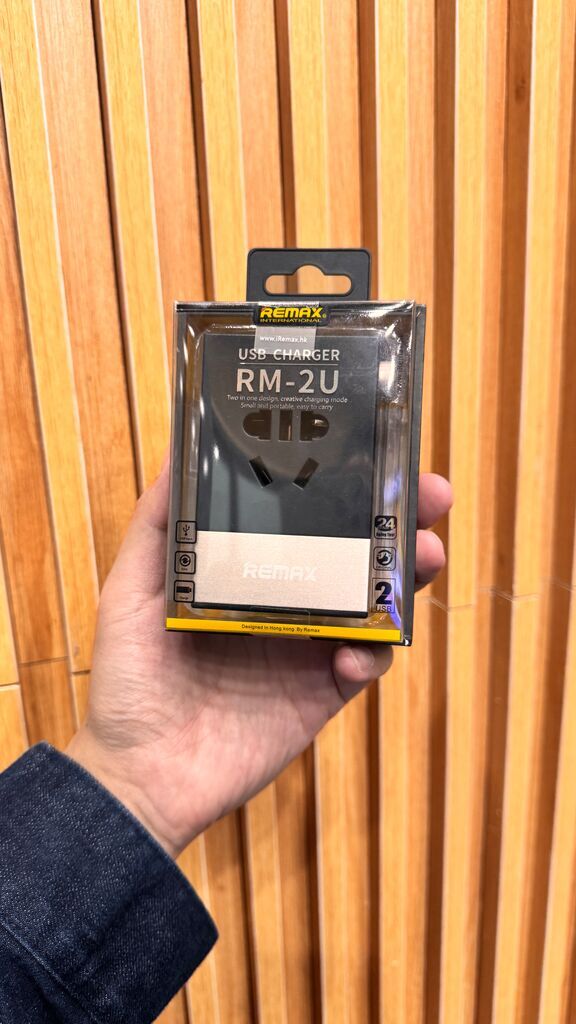 REMAX®
INTERNATIONAL
www.iRemax.hk
USB CHARGER
RM-2U
Two in one design, creative charging mode
Small and portable, easy to carry
24
REMAX
2
USB
Designed in Hong kong By Remax